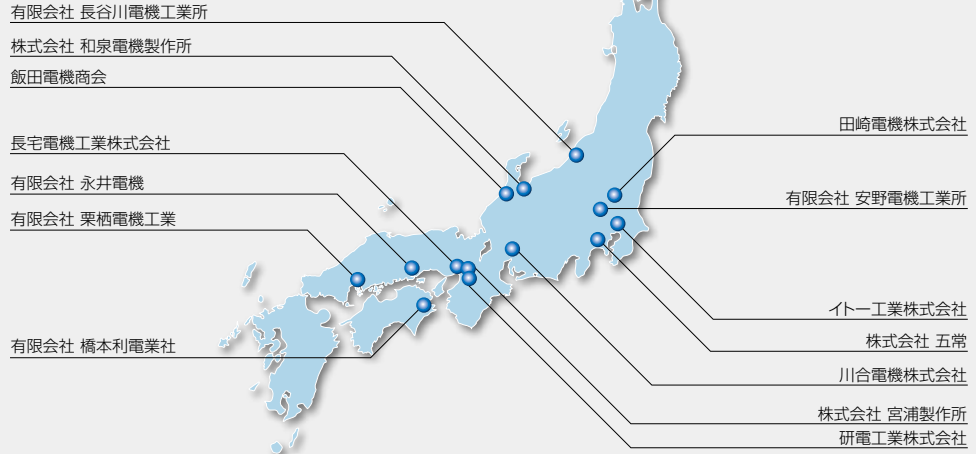 有限会社 長谷川電機工業所
株式会社 和泉電機製作所
飯田電機商会
長宅電機工業株式会社
有限会社 永井電機
有限会社 栗栖電機工業
有限会社 橋本利電業社
田崎電機株式会社
有限会社 安野電機工業所
イトー工業株式会社
株式会社 五常
川合電機株式会社
株式会社 宮浦製作所
研電工業株式会社